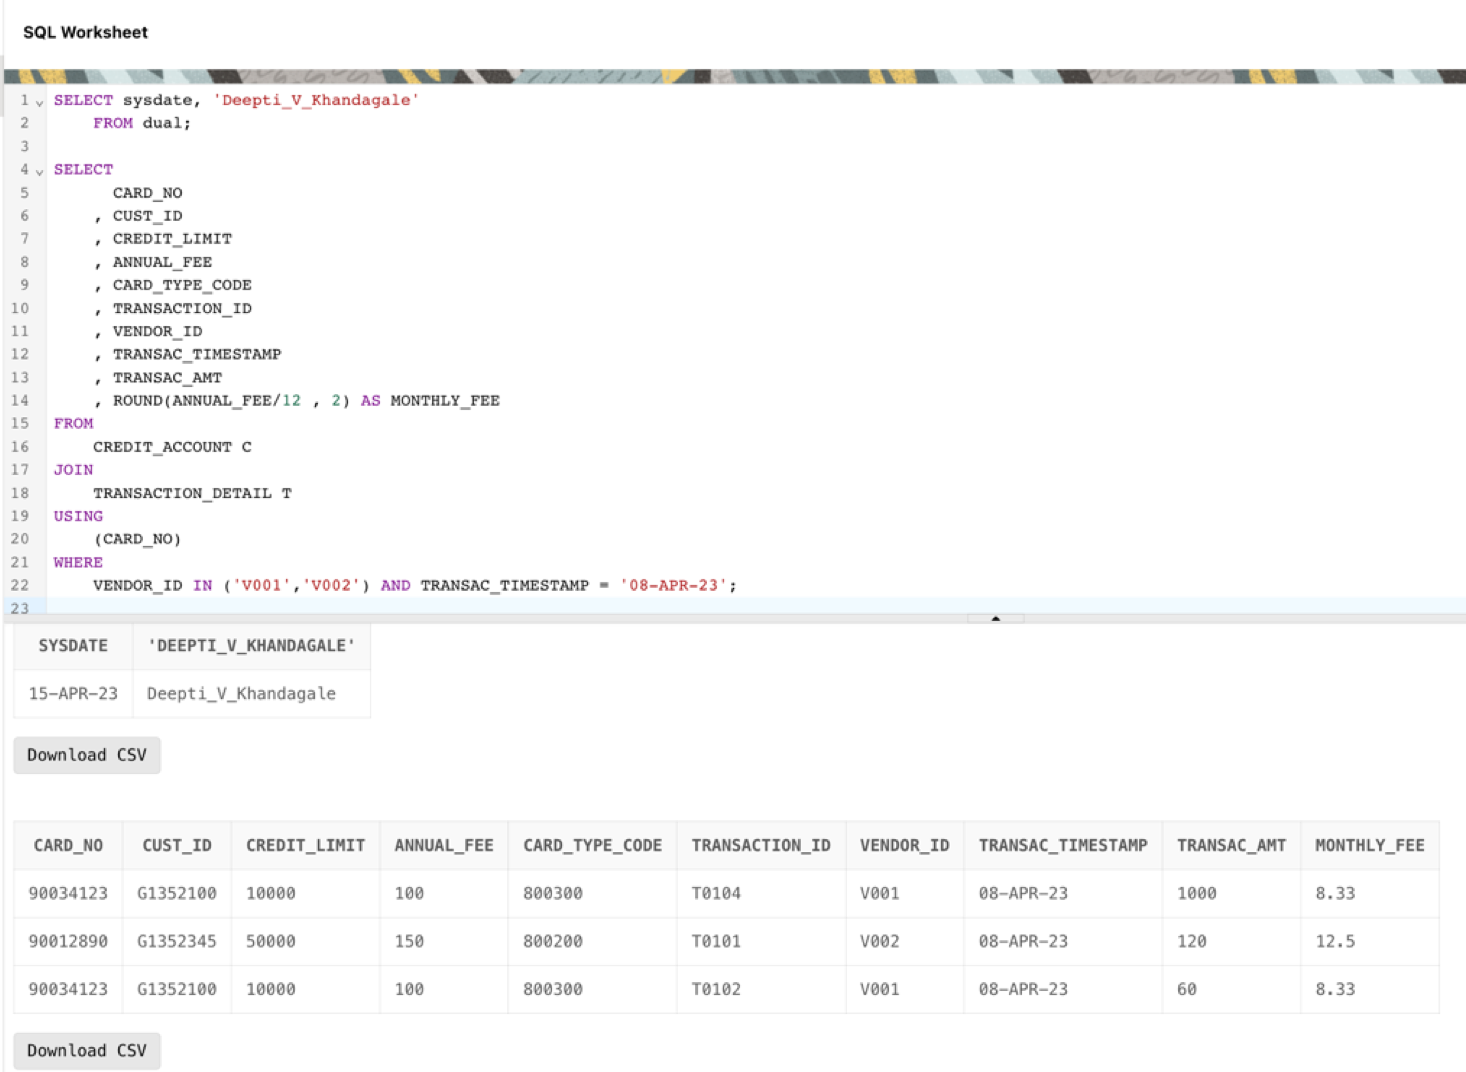 SQL Worksheet
1 SELECT sysdate, 'Deepti_V_Khandagale'
2 FROM dual;
3
4 SELECT
5 CARD_NO
6 , CUST_ID
7 , CREDIT_LIMIT
8 , ANNUAL_FEE
9 , CARD_TYPE_CODE
10 , TRANSACTION_ID
11 , VENDOR_ID
12 , TRANSAC_TIMESTAMP
13 , TRANSAC_AMT
14 , ROUND(ANNUAL_FEE/12 , 2) AS MONTHLY_FEE
15 FROM
16 CREDIT_ACCOUNT C
17 JOIN
18 TRANSACTION_DETAIL T
19 USING
20 (CARD_NO)
21 WHERE
22 VENDOR_ID IN ('V001','V002') AND TRANSAC_TIMESTAMP = '08-APR-23';
23
SYSDATE 'DEEPTI_V_KHANDAGALE'
15-APR-23 Deepti_V_Khandagale
Download CSV
CARD_NO CUST_ID CREDIT_LIMIT ANNUAL_FEE CARD_TYPE_CODE TRANSACTION_ID VENDOR_ID TRANSAC_TIMESTAMP TRANSAC_AMT MONTHLY_FEE
90034123 G1352100 10000 100 800300 T0104 V001 08-APR-23 1000 8.33
90012890 G1352345 50000 150 800200 T0101 V002 08-APR-23 120 12.5
90034123 G1352100 10000 100 800300 T0102 V001 08-APR-23 60 8.33
Download CSV